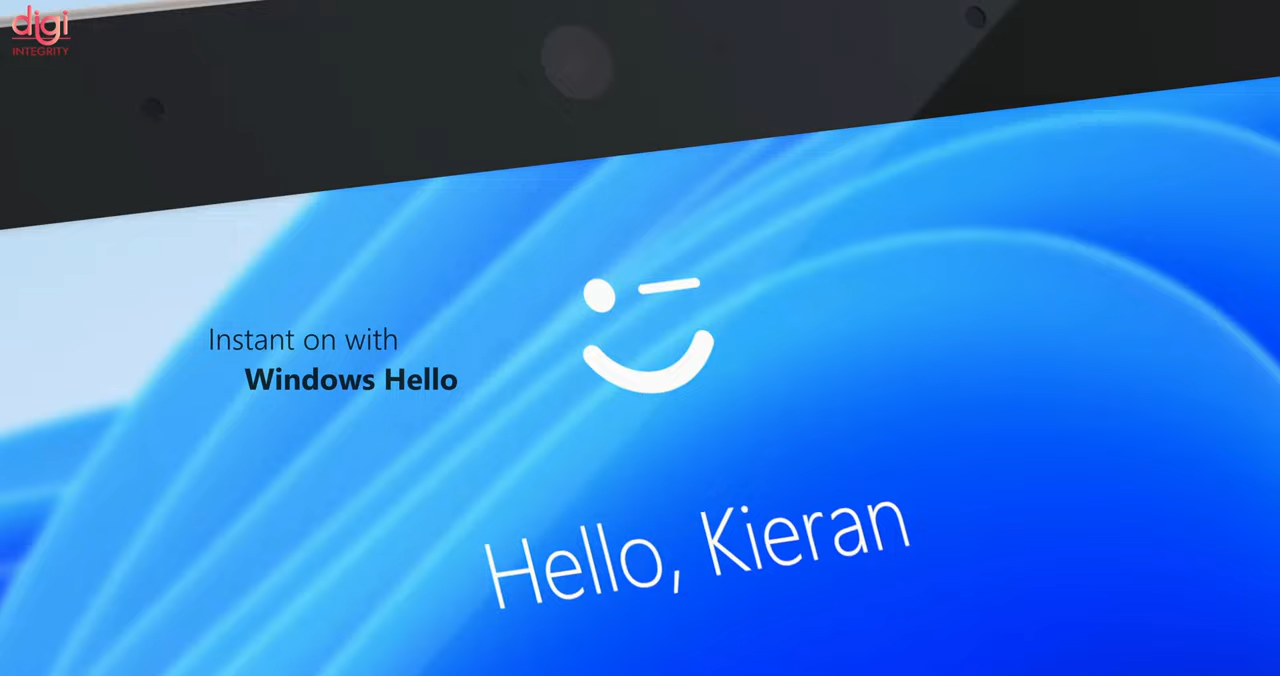 digi
INTEGRITY
Instant on with
Windows Hello
Hello, Kieran